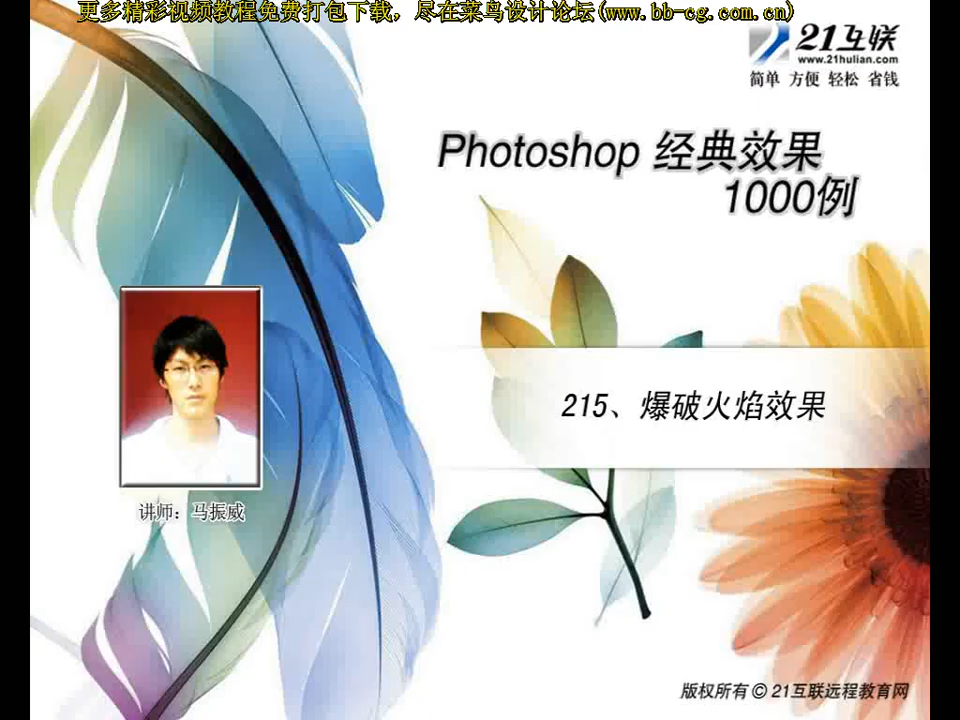 更多精彩视频教程免费打包下载，尽在菜鸟设计论坛(www.bb-cg.com.cn)
21互联
www.21hulian.com
简单 方便 轻松 省钱
Photoshop 经典效果
1000例
215、爆破火焰效果
讲师：马振威
版权所有 © 21互联远程教育网